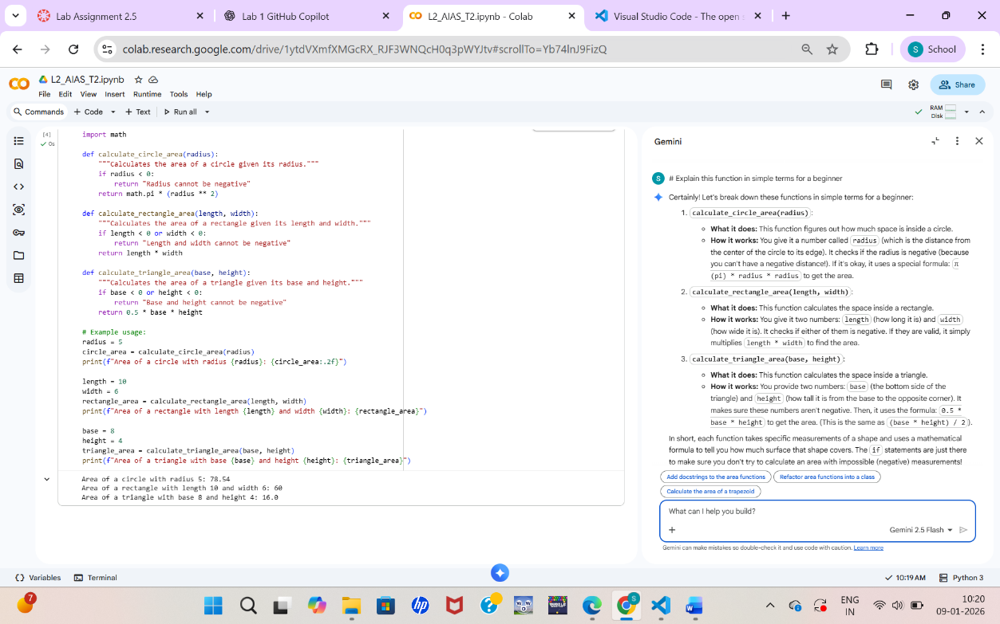 Lab Assignment 2.5
Lab 1 GitHub Copilot
L2_AIAS_T2.ipynb - Colab
Visual Studio Code - The open s
colab.research.google.com/drive/1ytdVXmfXMocRX_RJF3WNQcH0q3pWYJtv#scrollTo=Yb74lnJ9FizQ
S School
L2_AIAS_T2.ipynb
File Edit View Insert Runtime Tools Help
Share
Commands + Code + Text Run all
RAM
Disk
[4]
0s
import math
def calculate_circle_area(radius):
"""Calculates the area of a circle given its radius."""
if radius < 0:
return "Radius cannot be negative"
return math.pi * (radius ** 2)
def calculate_rectangle_area(length, width):
"""Calculates the area of a rectangle given its length and width."""
if length < 0 or width < 0:
return "Length and width cannot be negative"
return length * width
def calculate_triangle_area(base, height):
"""Calculates the area of a triangle given its base and height."""
if base < 0 or height < 0:
return "Base and height cannot be negative"
return 0.5 * base * height
# Example usage:
radius = 5
circle_area = calculate_circle_area(radius)
print(f"Area of a circle with radius {radius}: {circle_area:.2f}")
length = 10
width = 6
rectangle_area = calculate_rectangle_area(length, width)
print(f"Area of a rectangle with length {length} and width {width}: {rectangle_area}")
base = 8
height = 4
triangle_area = calculate_triangle_area(base, height)
print(f"Area of a triangle with base {base} and height {height}: {triangle_area}")
Area of a circle with radius 5: 78.54
Area of a rectangle with length 10 and width 6: 60
Area of a triangle with base 8 and height 4: 16.0
Gemini
S # Explain this function in simple terms for a beginner
Certainly! Let's break down these functions in simple terms for a beginner:
1. calculate_circle_area(radius):
What it does: This function figures out how much space is inside a circle.
How it works: You give it a number called radius (which is the distance from
the center of the circle to its edge). It checks if the radius is negative (because
you can't have a negative distance!). If it's okay, it uses a special formula: π
(pi) * radius * radius to get the area.
2. calculate_rectangle_area(length, width):
What it does: This function calculates the space inside a rectangle.
How it works: You give it two numbers: length (how long it is) and width
(how wide it is). It checks if either of them is negative. If they are valid, it simply
multiplies length * width to find the area.
3. calculate_triangle_area(base, height):
What it does: This function calculates the space inside a triangle.
How it works: You provide two numbers: base (the bottom side of the
triangle) and height (how tall it is from the base to the opposite corner). It
makes sure these numbers aren't negative. Then, it uses the formula: 0.5 *
base * height to get the area. (This is the same as (base * height) / 2).
In short, each function takes specific measurements of a shape and uses a mathematical
formula to tell you how much surface that shape covers. The if statements are just there
to make sure you don't try to calculate an area with impossible (negative) measurements!
Add docstrings to the area functions Refactor area functions into a class
Calculate the area of a trapezoid
What can I help you build?
+ Gemini 2.5 Flash
Gemini can make mistakes so double-check it and use code with caution. Learn more
Variables Terminal
10:19 AM Python 3
7
ENG
IN
10:20
09-01-2026